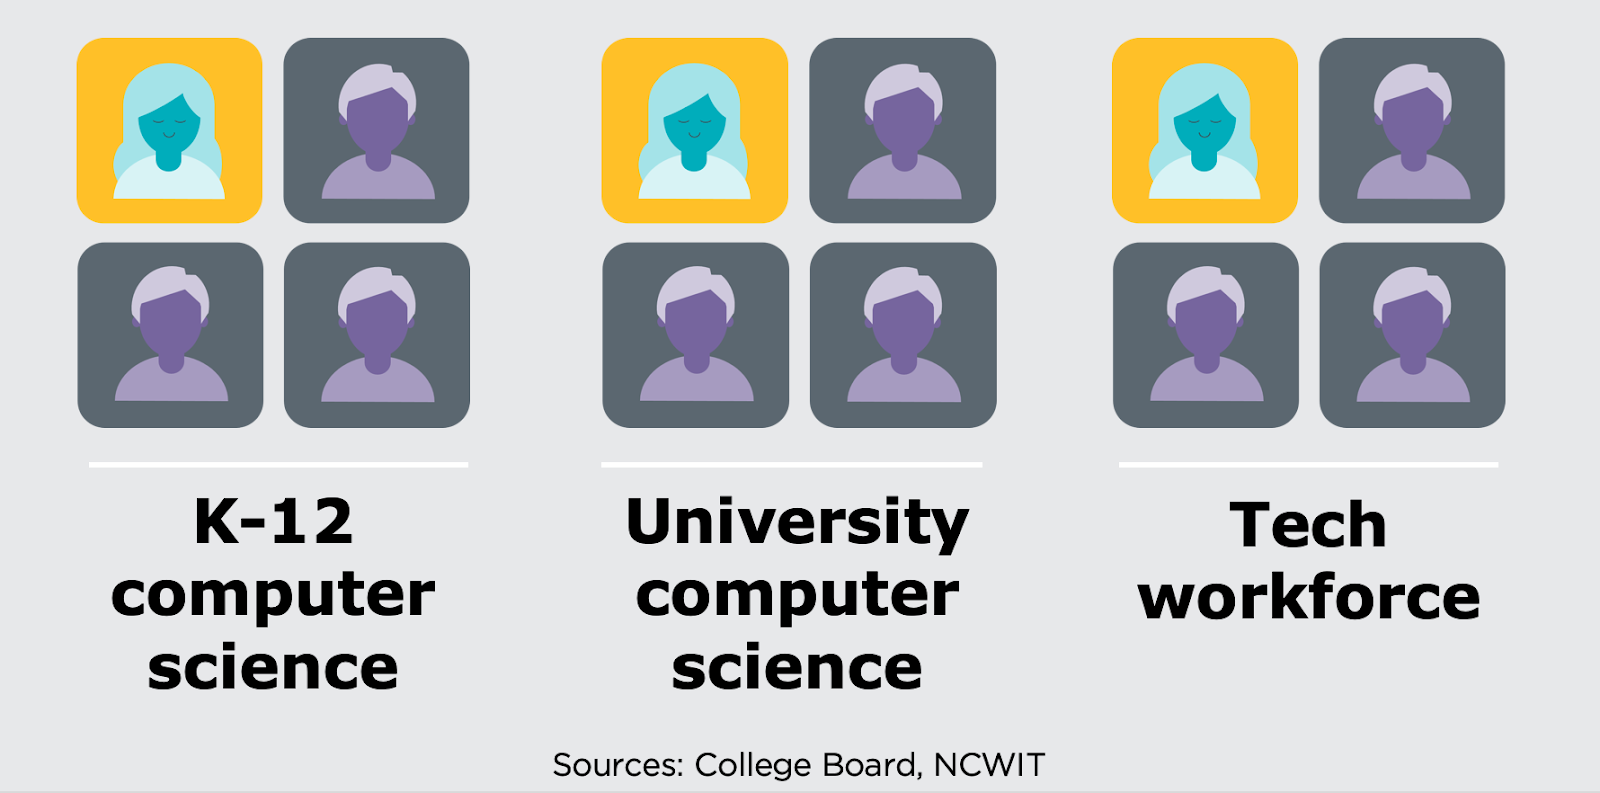 K-12
computer
science
University
computer
science
Tech
workforce
Sources: College Board, NCWIT